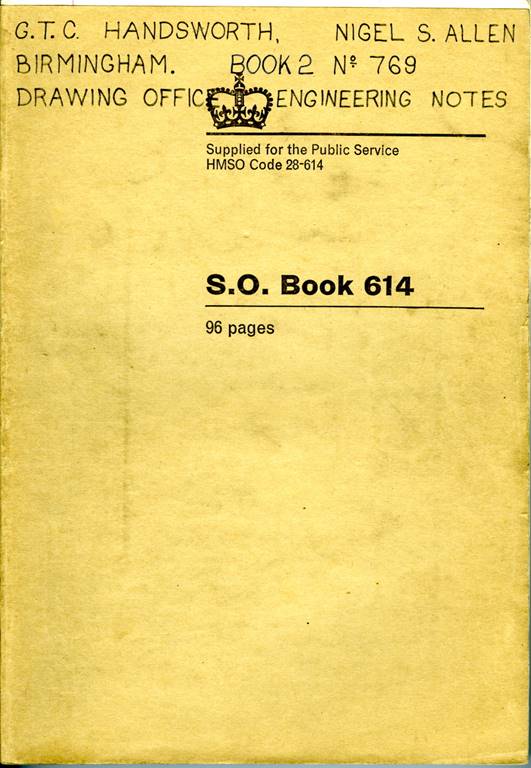 G.T.C. HANDSWORTH, NIGEL S. ALLEN
BIRMINGHAM. BOOK 2 Nº 769
DRAWING OFFICE ENGINEERING NOTES
Supplied for the Public Service
HMSO Code 28-614
S.O. Book 614
96 pages